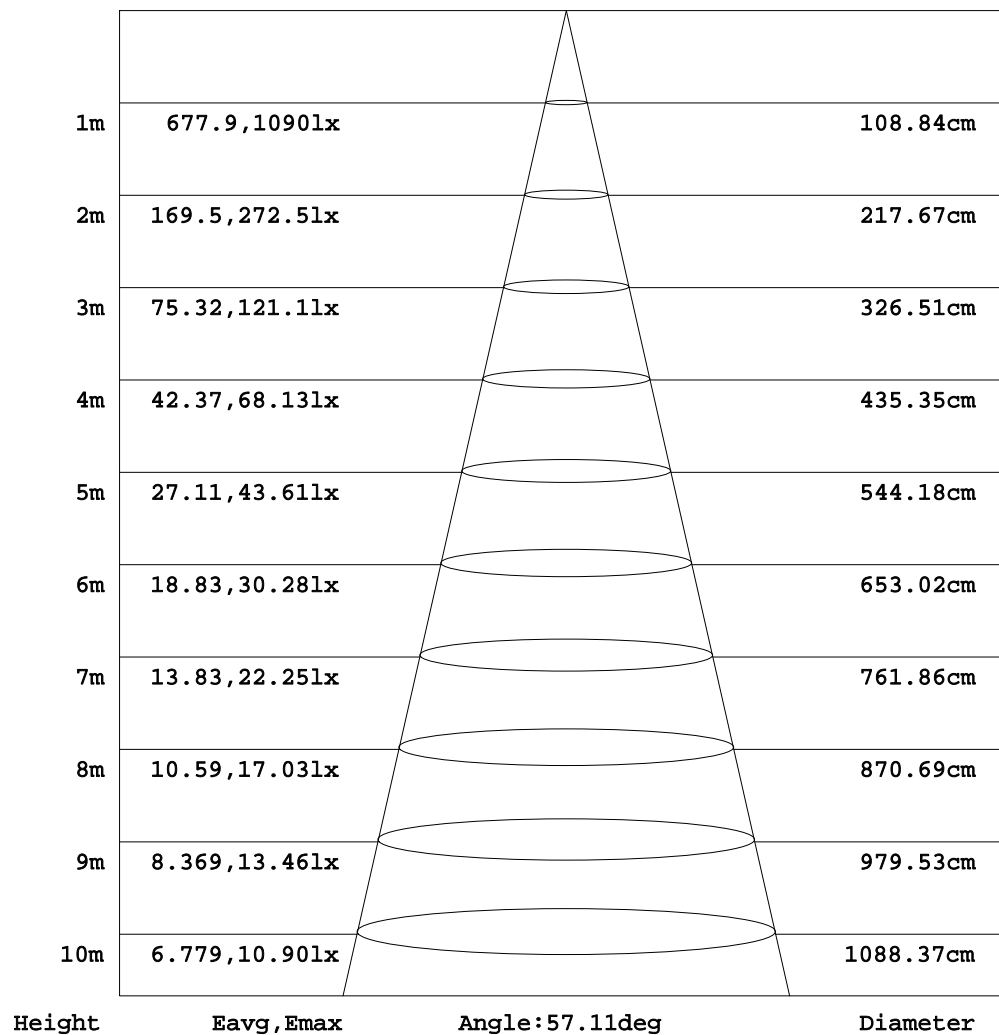 1m 677.9,1090lx 108.84cm
2m 169.5,272.5lx 217.67cm
3m 75.32,121.1lx 326.51cm
4m 42.37,68.13lx 435.35cm
5m 27.11,43.61lx 544.18cm
6m 18.83,30.28lx 653.02cm
7m 13.83,22.25lx 761.86cm
8m 10.59,17.03lx 870.69cm
9m 8.369,13.46lx 979.53cm
10m 6.779,10.90lx 1088.37cm
Height Eavg,Emax Angle:57.11deg Diameter